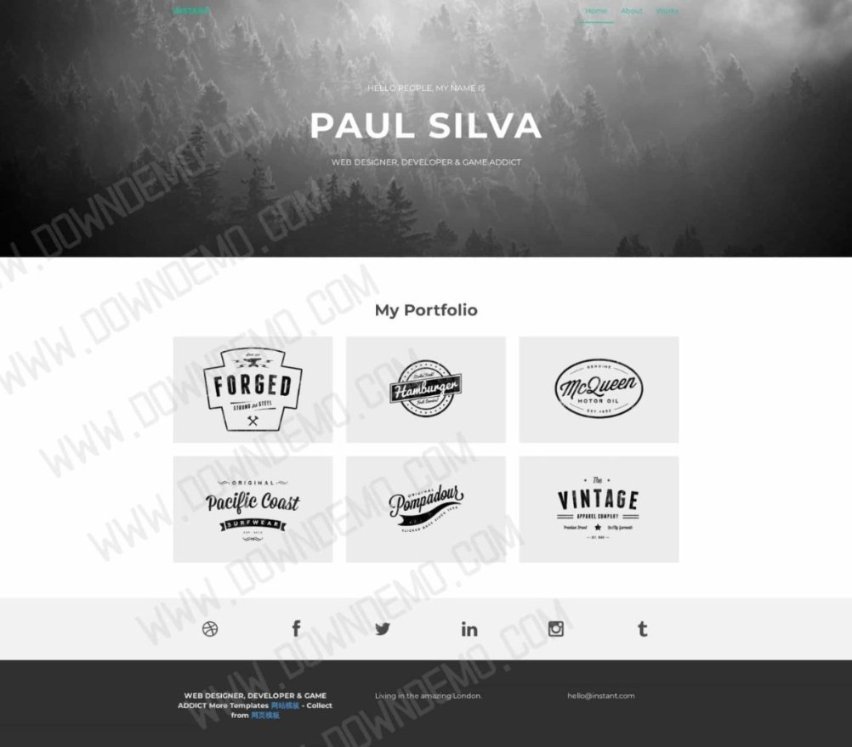 INSTANT
Home About Works
HELLO PEOPLE, MY NAME IS
PAUL SILVA
WEB DESIGNER, DEVELOPER & GAME ADDICT
My Portfolio
FORGED
STRONG as STEEL
Hamburger
GENUINE
McQueen
MOTOR OIL
EST. 1952
ORIGINAL
Pacific Coast
SURFWEAR
ORIGINAL
Pompadour
The
VINTAGE
APPAREL COMPANY
WEB DESIGNER, DEVELOPER & GAME
ADDICT More Templates 网站模板 - Collect
from 网页模板
Living in the amazing London.
hello@instant.com
WWW.DOWNDEMO.COM